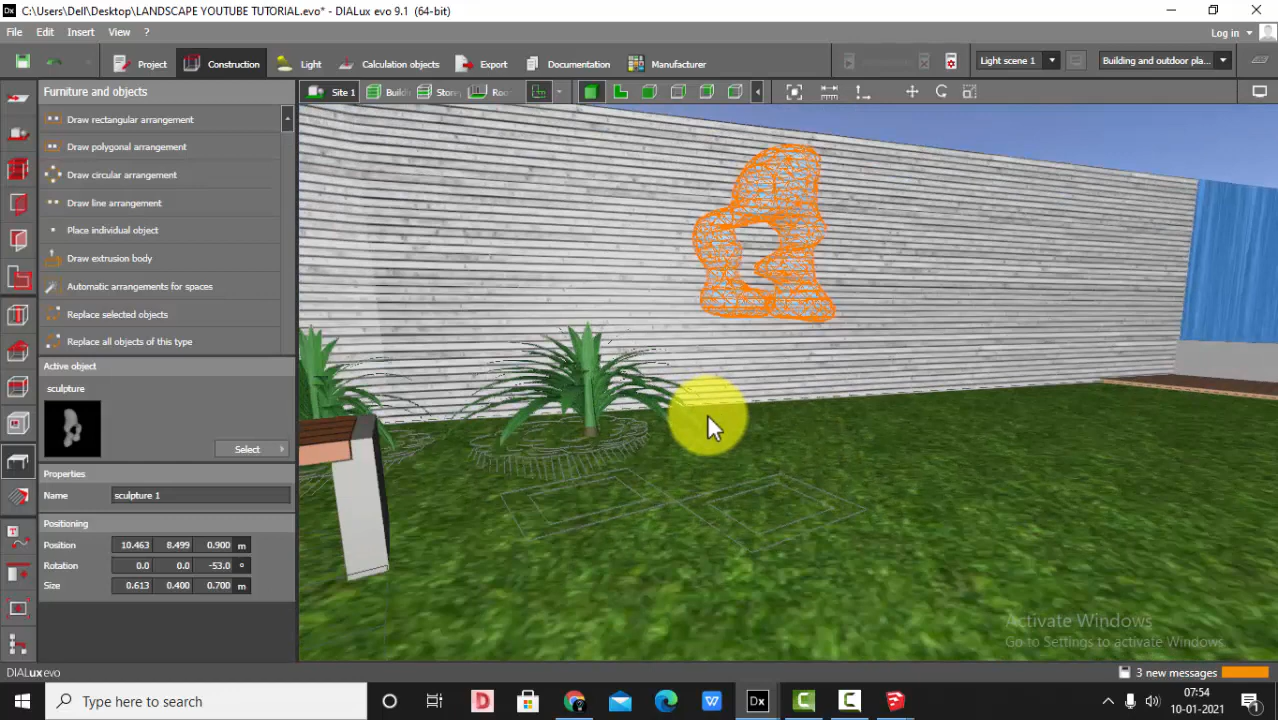 C:\Users\Dell\Desktop\LANDSCAPE YOUTUBE TUTORIAL.evo* - DIALux evo 9.1 (64-bit)
File Edit Insert View ? Log in
Project Construction Light Calculation objects Export Documentation Manufacturer Light scene 1 Building and outdoor pla...
Furniture and objects
Site 1 Build Store Roo
Draw rectangular arrangement
Draw polygonal arrangement
Draw circular arrangement
Draw line arrangement
Place individual object
Draw extrusion body
Automatic arrangements for spaces
Replace selected objects
Replace all objects of this type
Active object
sculpture
Select
Properties
Name sculpture 1
Positioning
Position 10.463 8.499 0.900 m
Rotation 0.0 0.0 -53.0 °
Size 0.613 0.400 0.700 m
Activate Windows
Go to Settings to activate Windows.
DIALux evo 3 new messages
Type here to search
07:54
10-01-2021